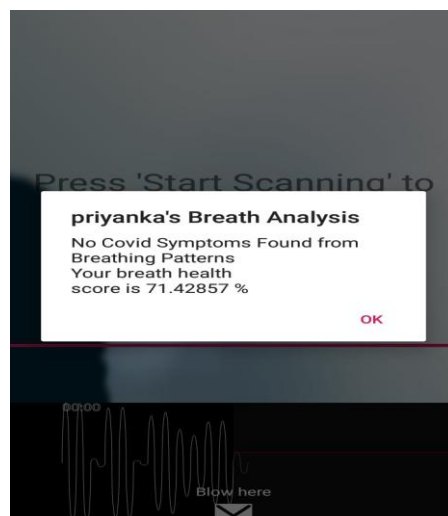 Press 'Start Scanning' to
priyanka's Breath Analysis
No Covid Symptoms Found from
Breathing Patterns
Your breath health
score is 71.42857 %
OK
00:00
Blow here